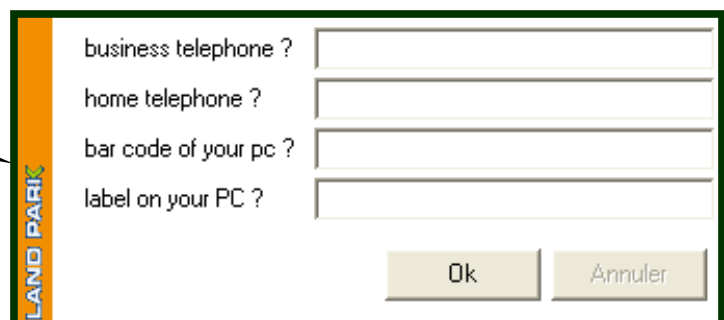 business telephone ?
home telephone ?
bar code of your pc ?
label on your PC ?
Ok Annuler
LAND PARK